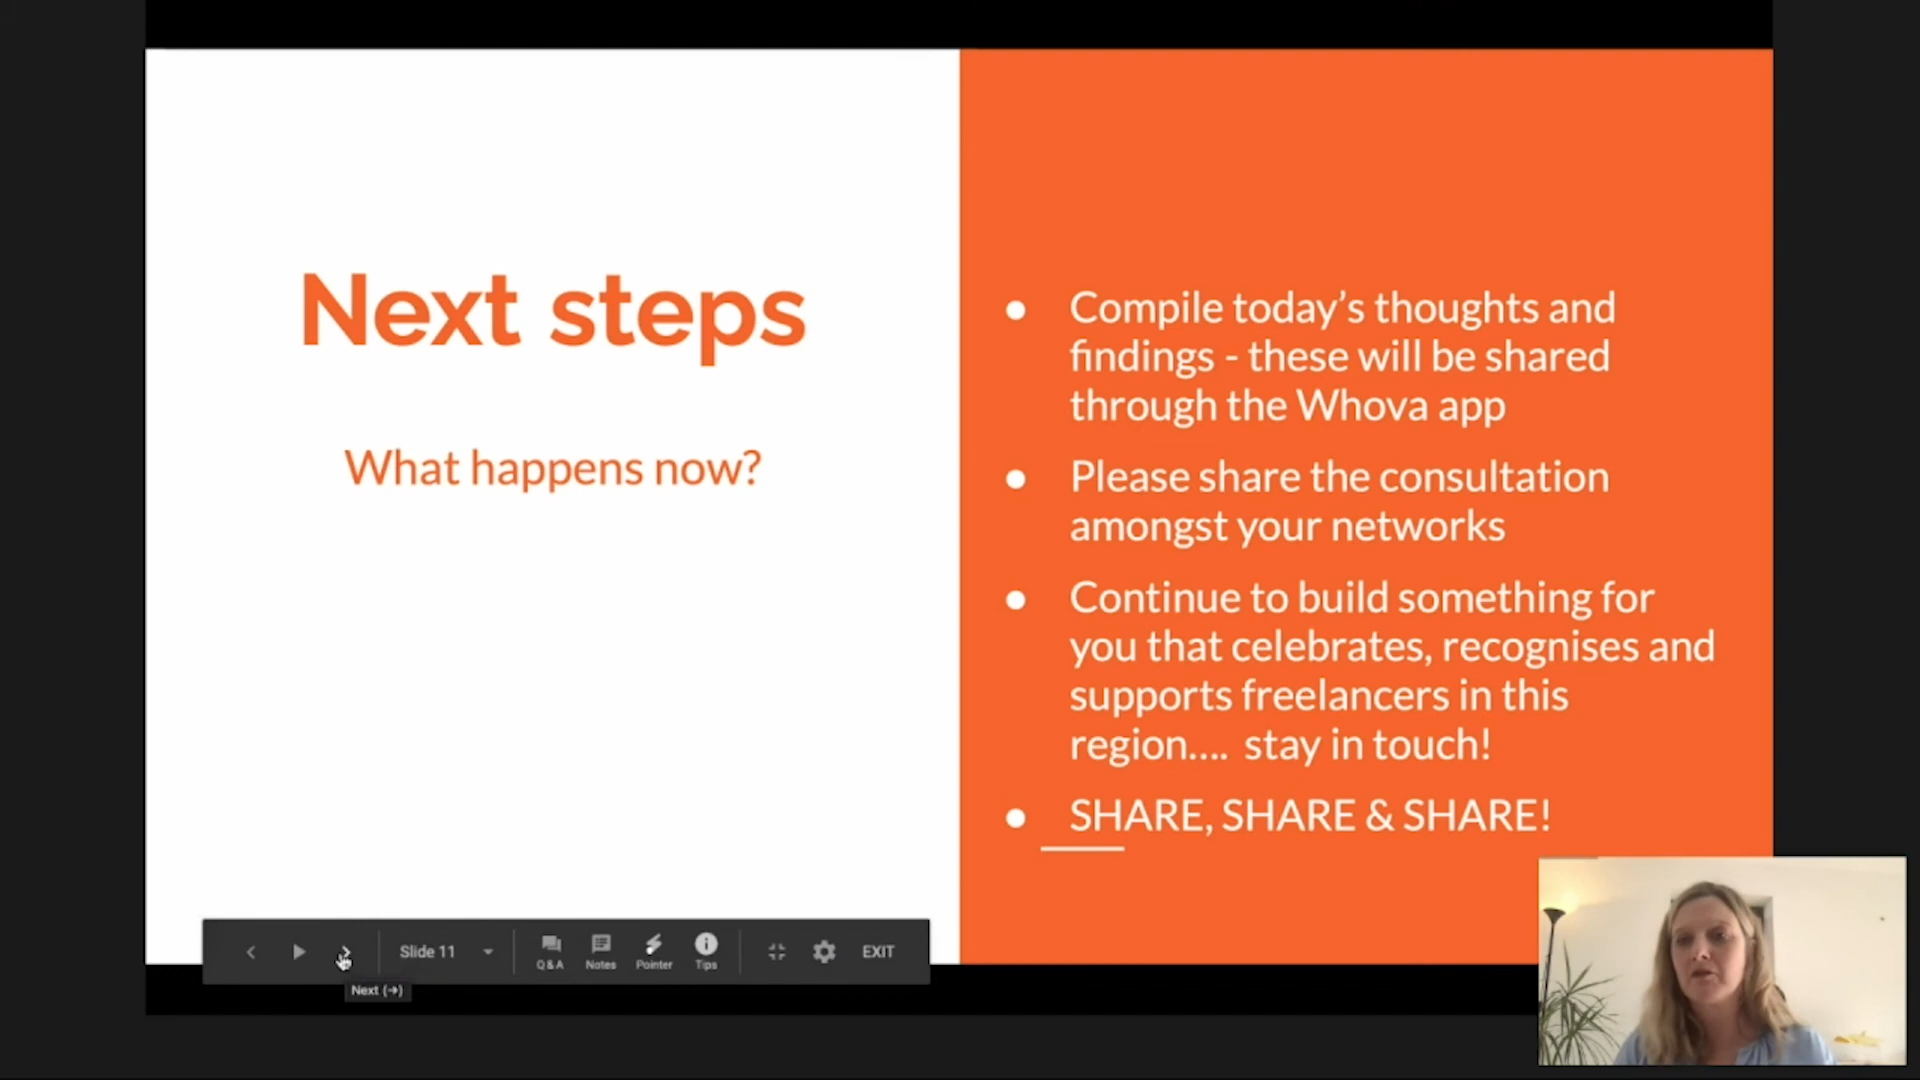 Next steps
What happens now?
● Compile today's thoughts and
findings - these will be shared
through the Whova app
● Please share the consultation
amongst your networks
● Continue to build something for
you that celebrates, recognises and
supports freelancers in this
region.... stay in touch!
● SHARE, SHARE & SHARE!
Slide 11
Q&A
Notes
Pointer
Tips
EXIT
Next (→)